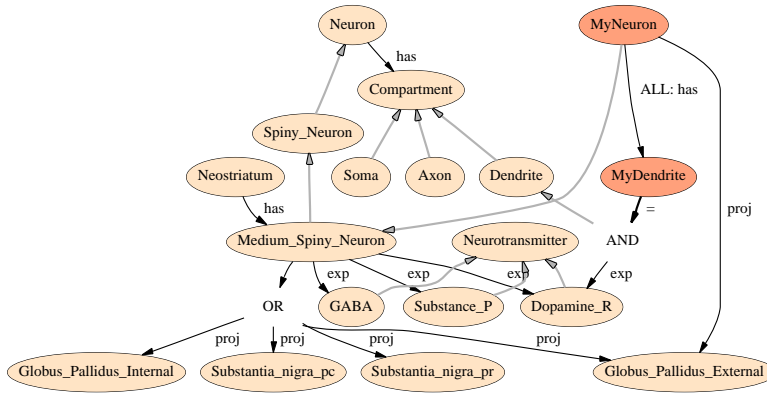 Neuron
MyNeuron
has
Compartment
ALL: has
Spiny_Neuron
Neostriatum
Soma
Axon
Dendrite
MyDendrite
has
=
proj
Medium_Spiny_Neuron
Neurotransmitter
AND
exp
exp
exp
exp
OR
GABA
Substance_P
Dopamine_R
proj
proj
proj
proj
Globus_Pallidus_Internal
Substantia_nigra_pc
Substantia_nigra_pr
Globus_Pallidus_External